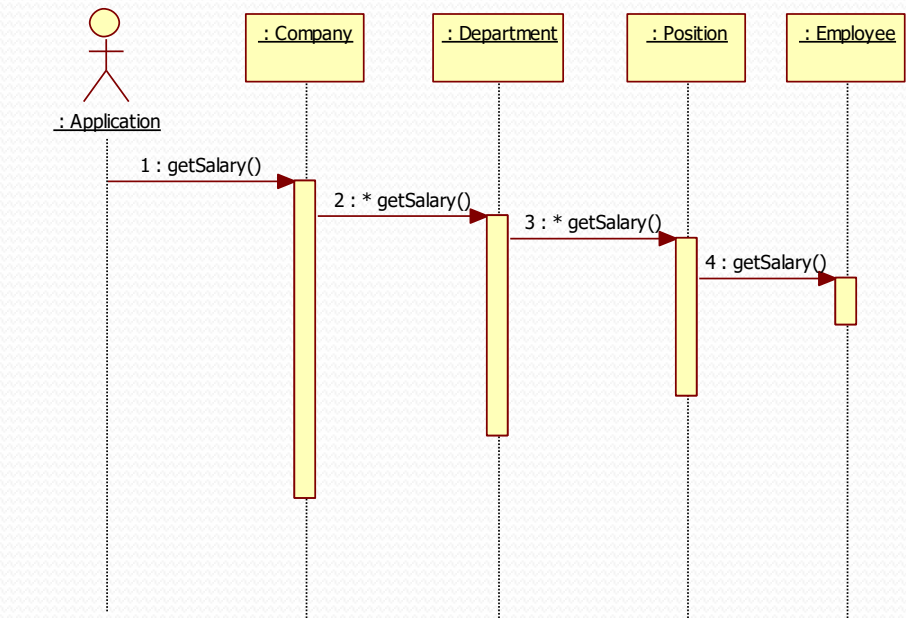 : Company
: Department
: Position
: Employee
: Application
1 : getSalary()
2 : * getSalary()
3 : * getSalary()
4 : getSalary()